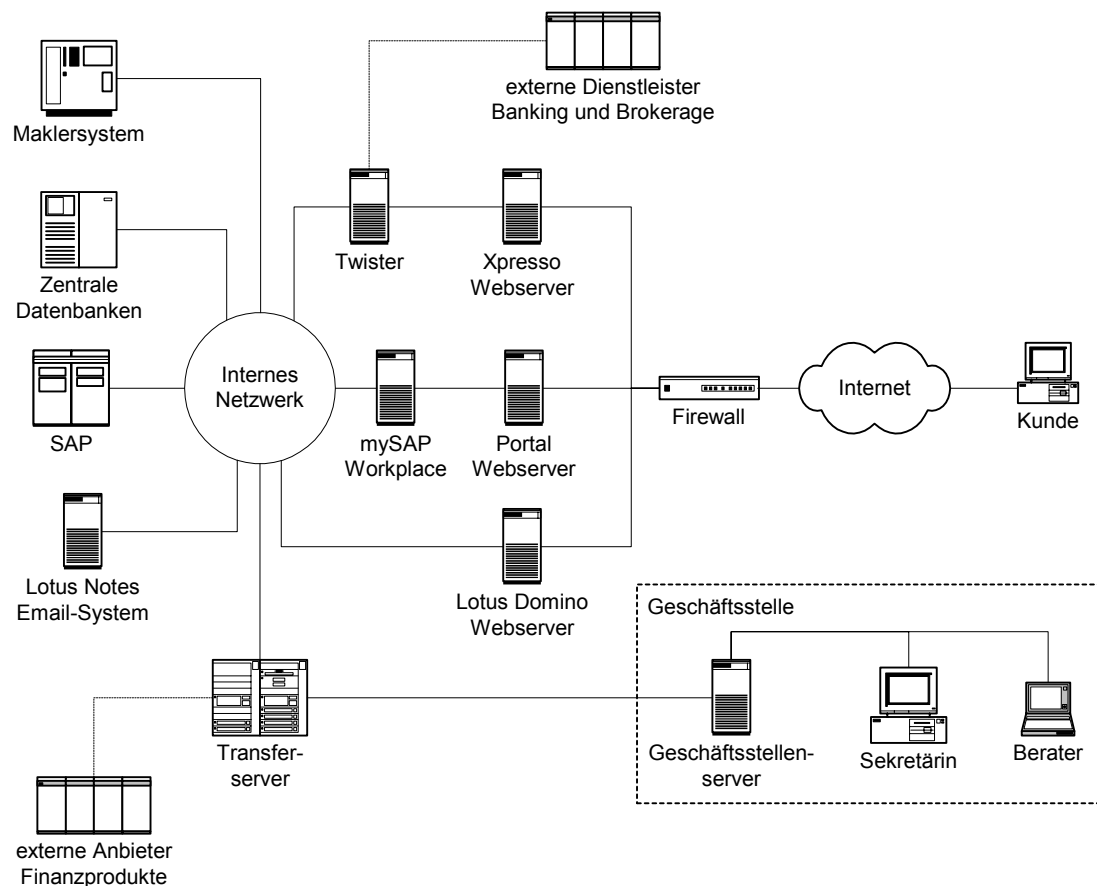 externe Dienstleister
Banking und Brokerage
Maklersystem
Twister
Xpresso
Webserver
Zentrale
Datenbanken
Internes
Netzwerk
Internet
SAP
mySAP
Workplace
Portal
Webserver
Firewall
Kunde
Lotus Notes
Email-System
Lotus Domino
Webserver
Geschäftsstelle
Transfer-
server
Geschäftsstellen-
server
Sekretärin
Berater
externe Anbieter
Finanzprodukte